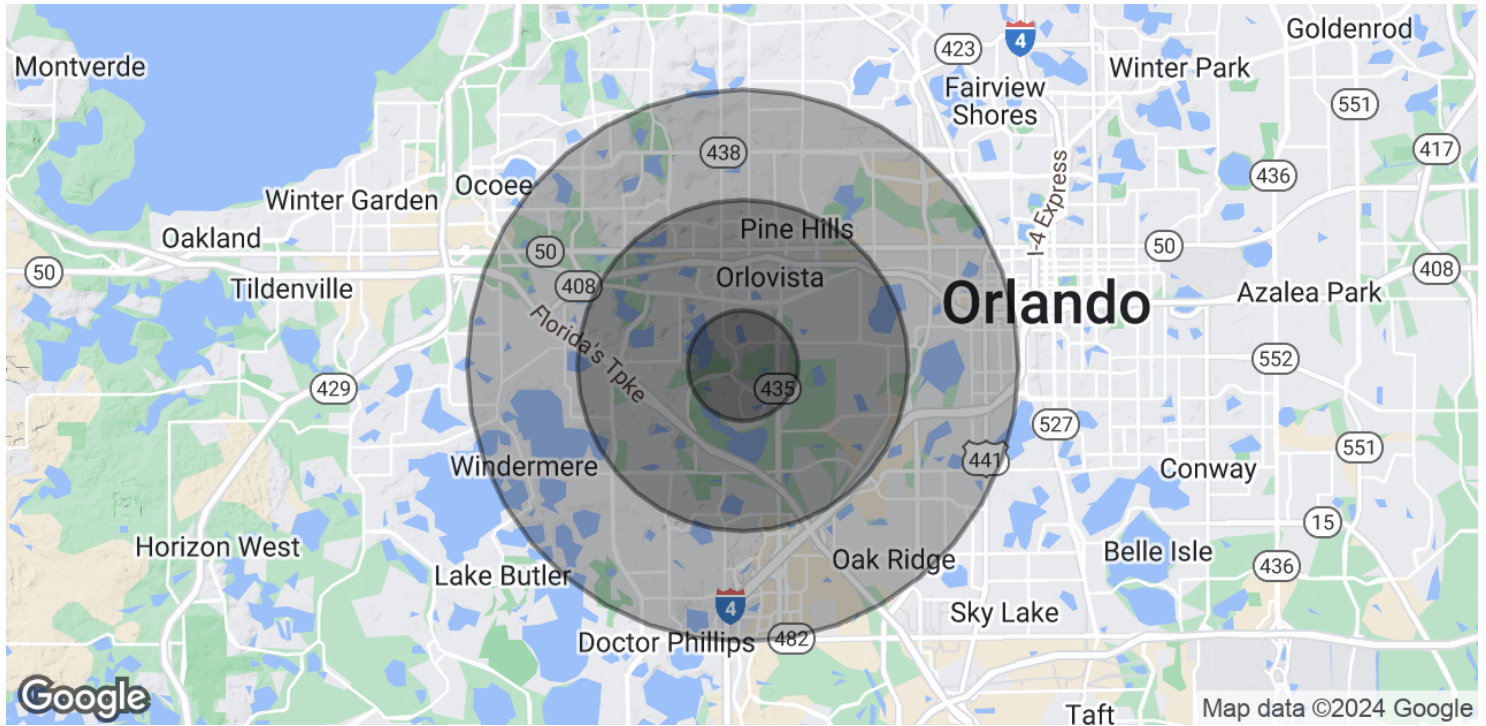 Goldenrod
4
423
Montverde
Winter Park
Fairview
Shores
551
438
417
436
Ocoee
Winter Garden
I-4 Express
Pine Hills
Oakland
50
50
50
408
Orlovista
408
Tildenville
Orlando
Azalea Park
Florida's Tpke
552
429
435
527
551
441
Windermere
Conway
15
Horizon West
Belle Isle
Oak Ridge
436
Lake Butler
4
Sky Lake
Doctor Phillips
482
Google
Taft
Map data ©2024 Google